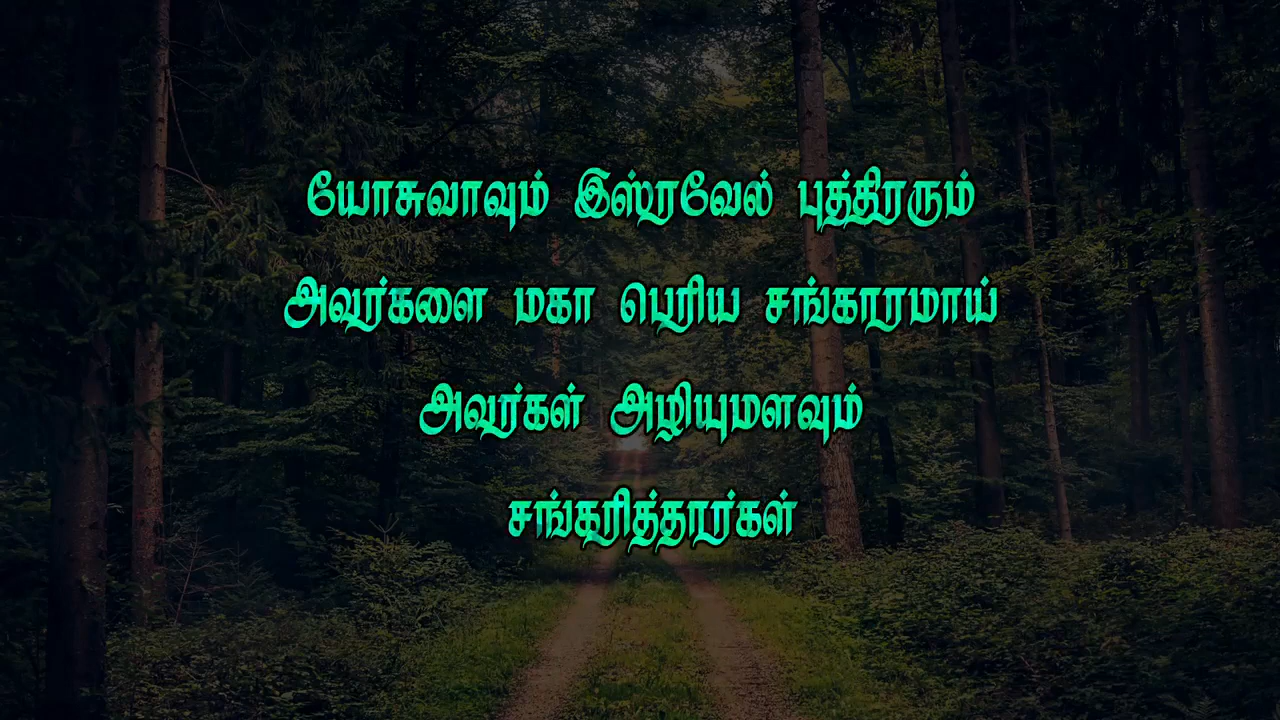 யோசுவாவும் இஸ்ரவேல் புத்திரரும்
அவர்களை மகா பெரிய சங்காரமாய்
அவர்கள் அழியுமளவும்
சங்கரித்தார்கள்